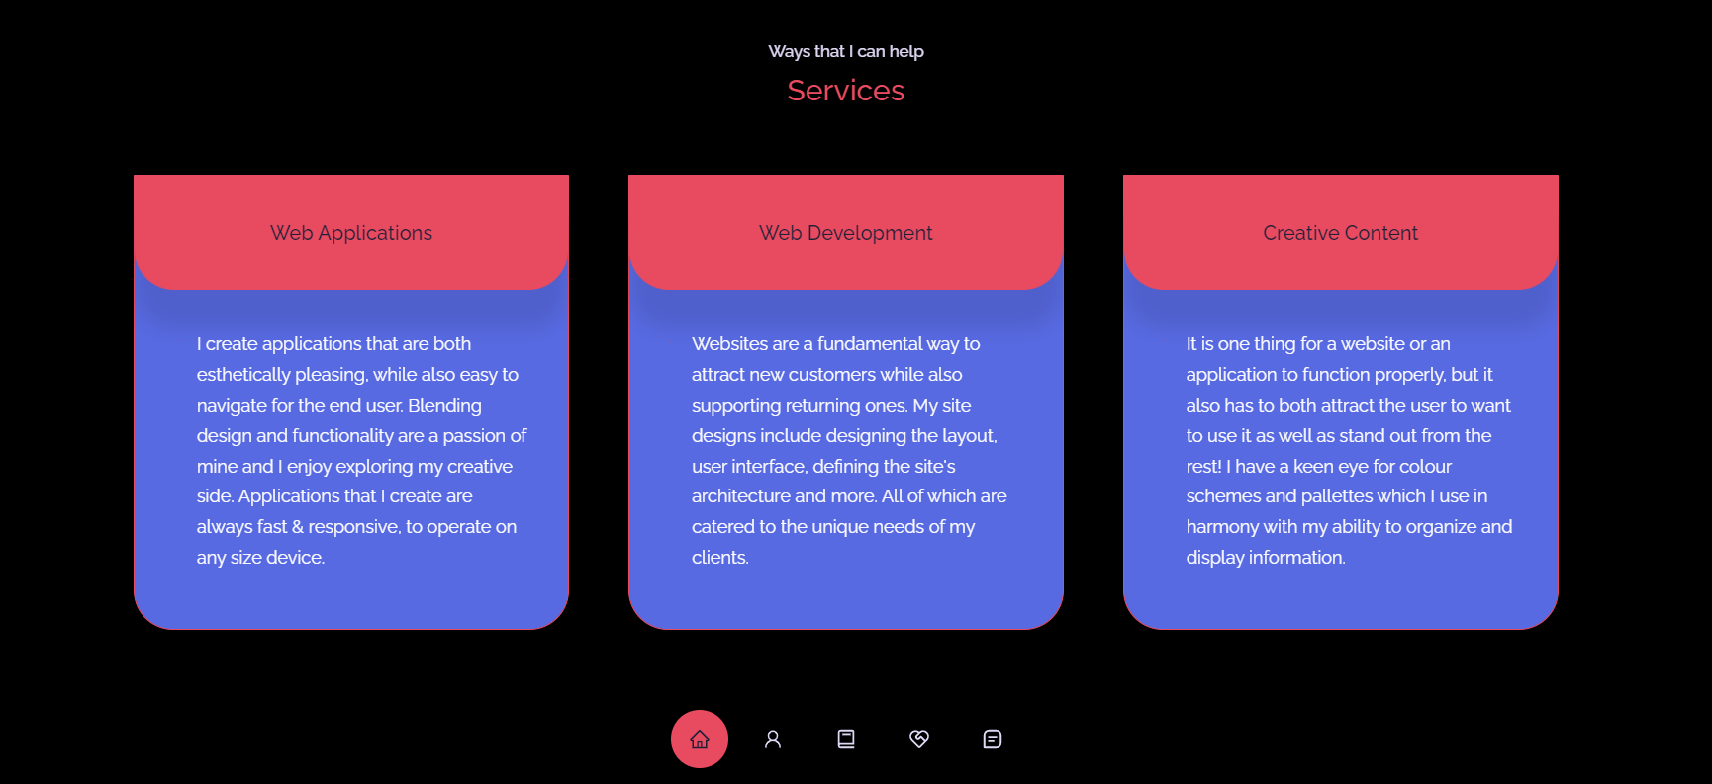 Ways that I can help
Services
Web Applications
I create applications that are both
esthetically pleasing, while also easy to
navigate for the end user. Blending
design and functionality are a passion of
mine and I enjoy exploring my creative
side. Applications that I create are
always fast & responsive, to operate on
any size device.
Web Development
Websites are a fundamental way to
attract new customers while also
supporting returning ones. My site
designs include designing the layout,
user interface, defining the site's
architecture and more. All of which are
catered to the unique needs of my
clients.
Creative Content
It is one thing for a website or an
application to function properly, but it
also has to both attract the user to want
to use it as well as stand out from the
rest! I have a keen eye for colour
schemes and pallettes which I use in
harmony with my ability to organize and
display information.